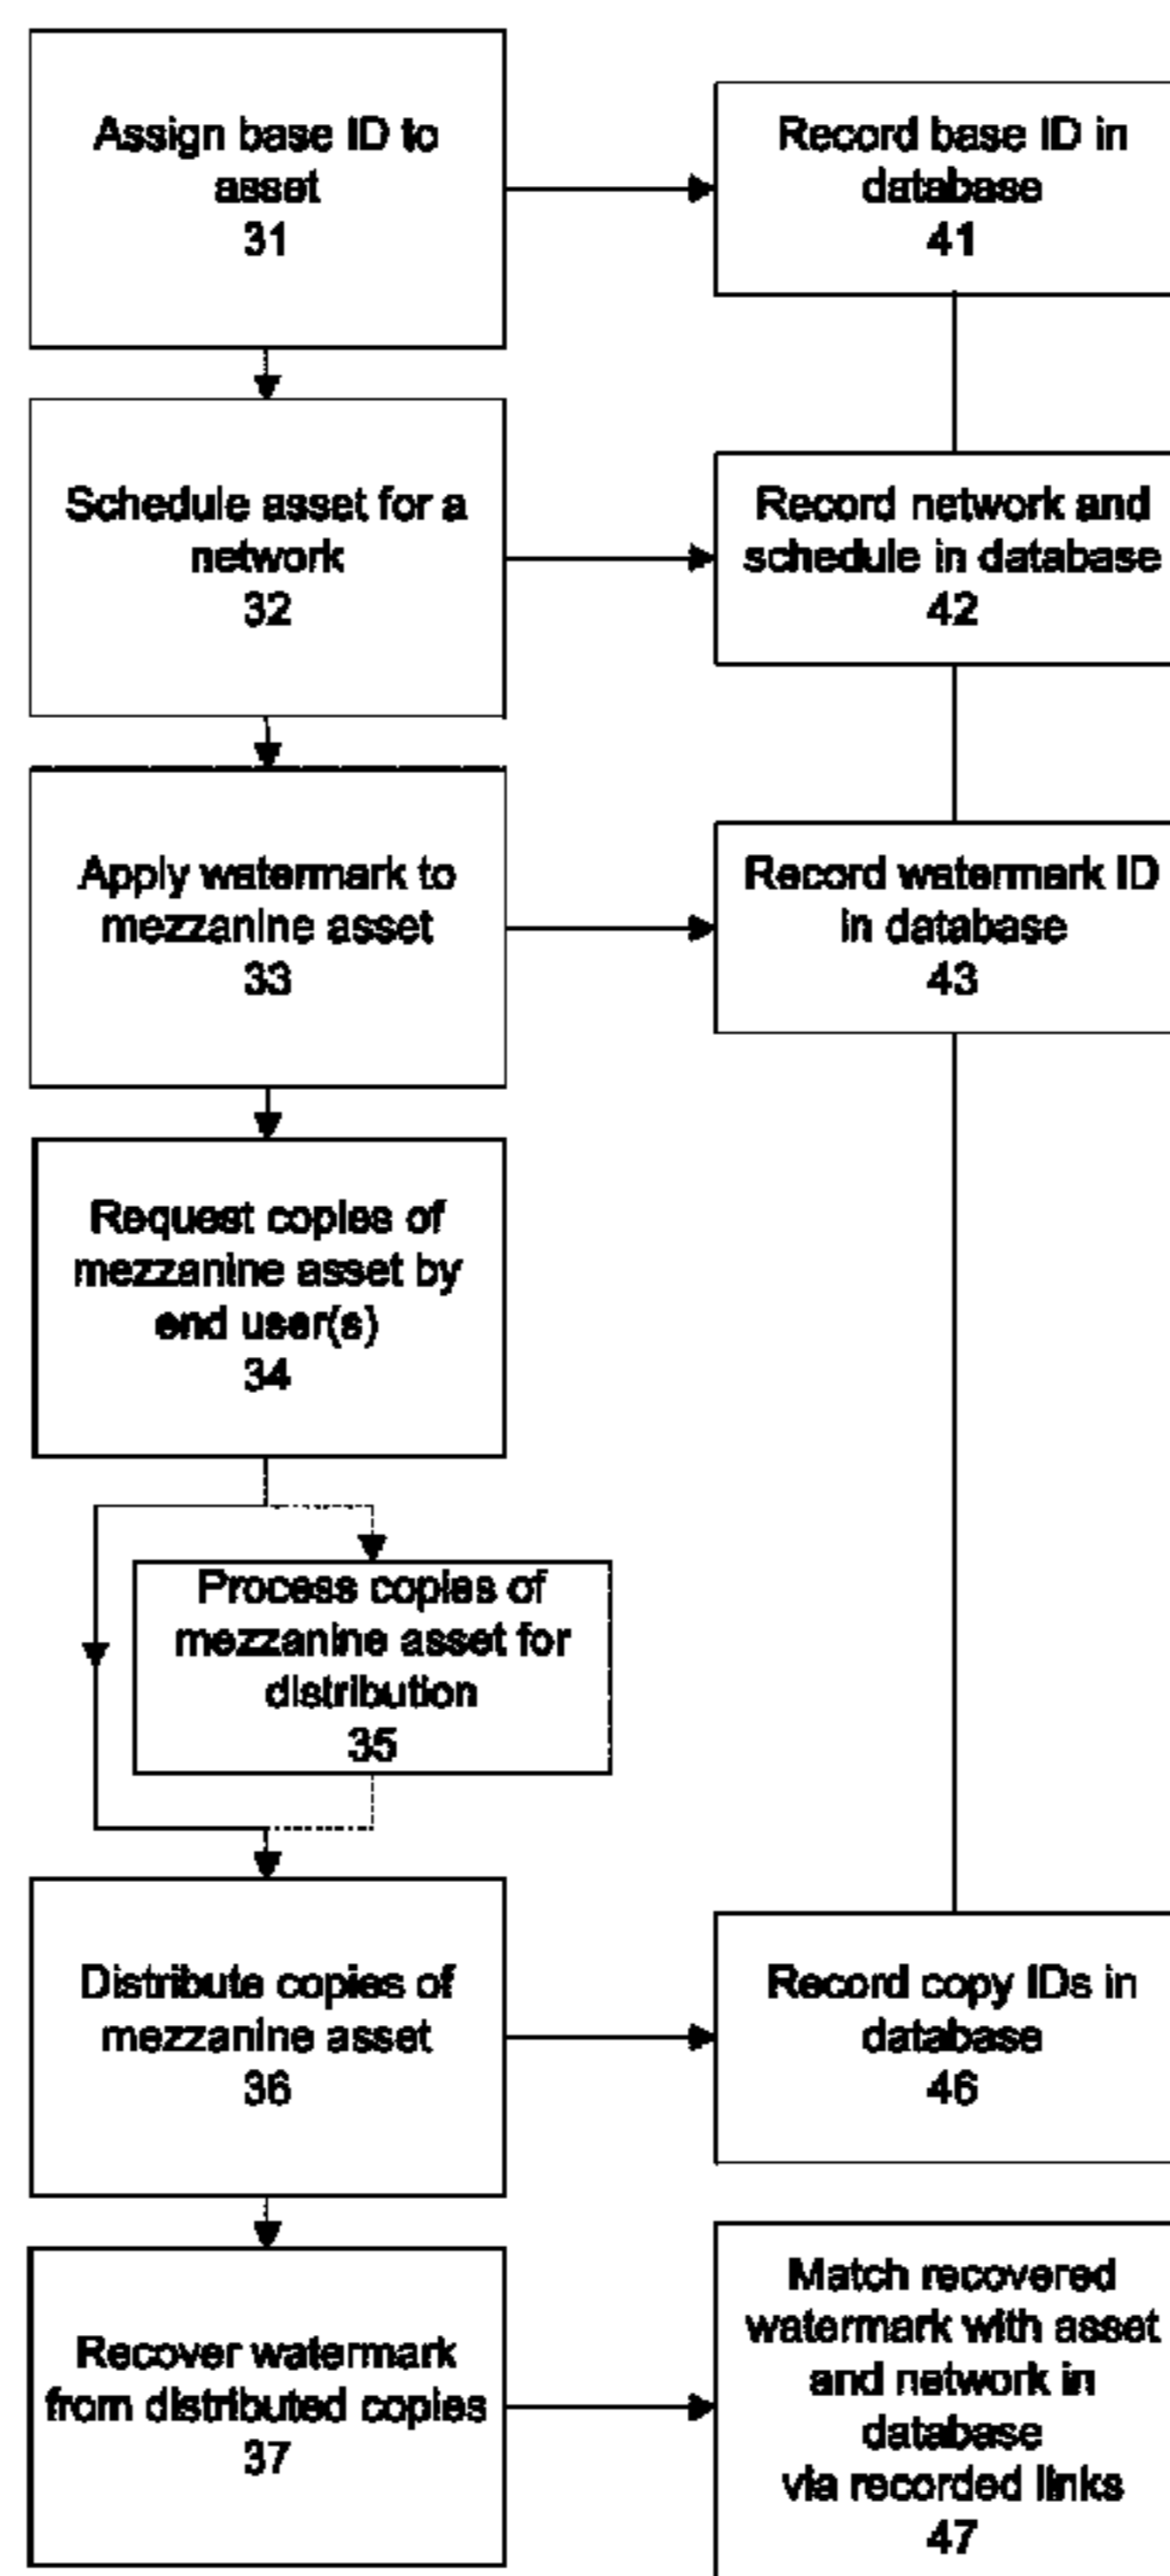 Assign base ID to
asset
31
Record base ID in
database
41
Schedule asset for a
network
32
Record network and
schedule in database
42
Apply watermark to
mezzanine asset
33
Record watermark ID
in database
43
Request copies of
mezzanine asset by
end user(s)
34
Process copies of
mezzanine asset for
distribution
35
Distribute copies of
mezzanine asset
36
Record copy IDs in
database
46
Recover watermark
from distributed copies
37
Match recovered
watermark with asset
and network in
database
via recorded links
47